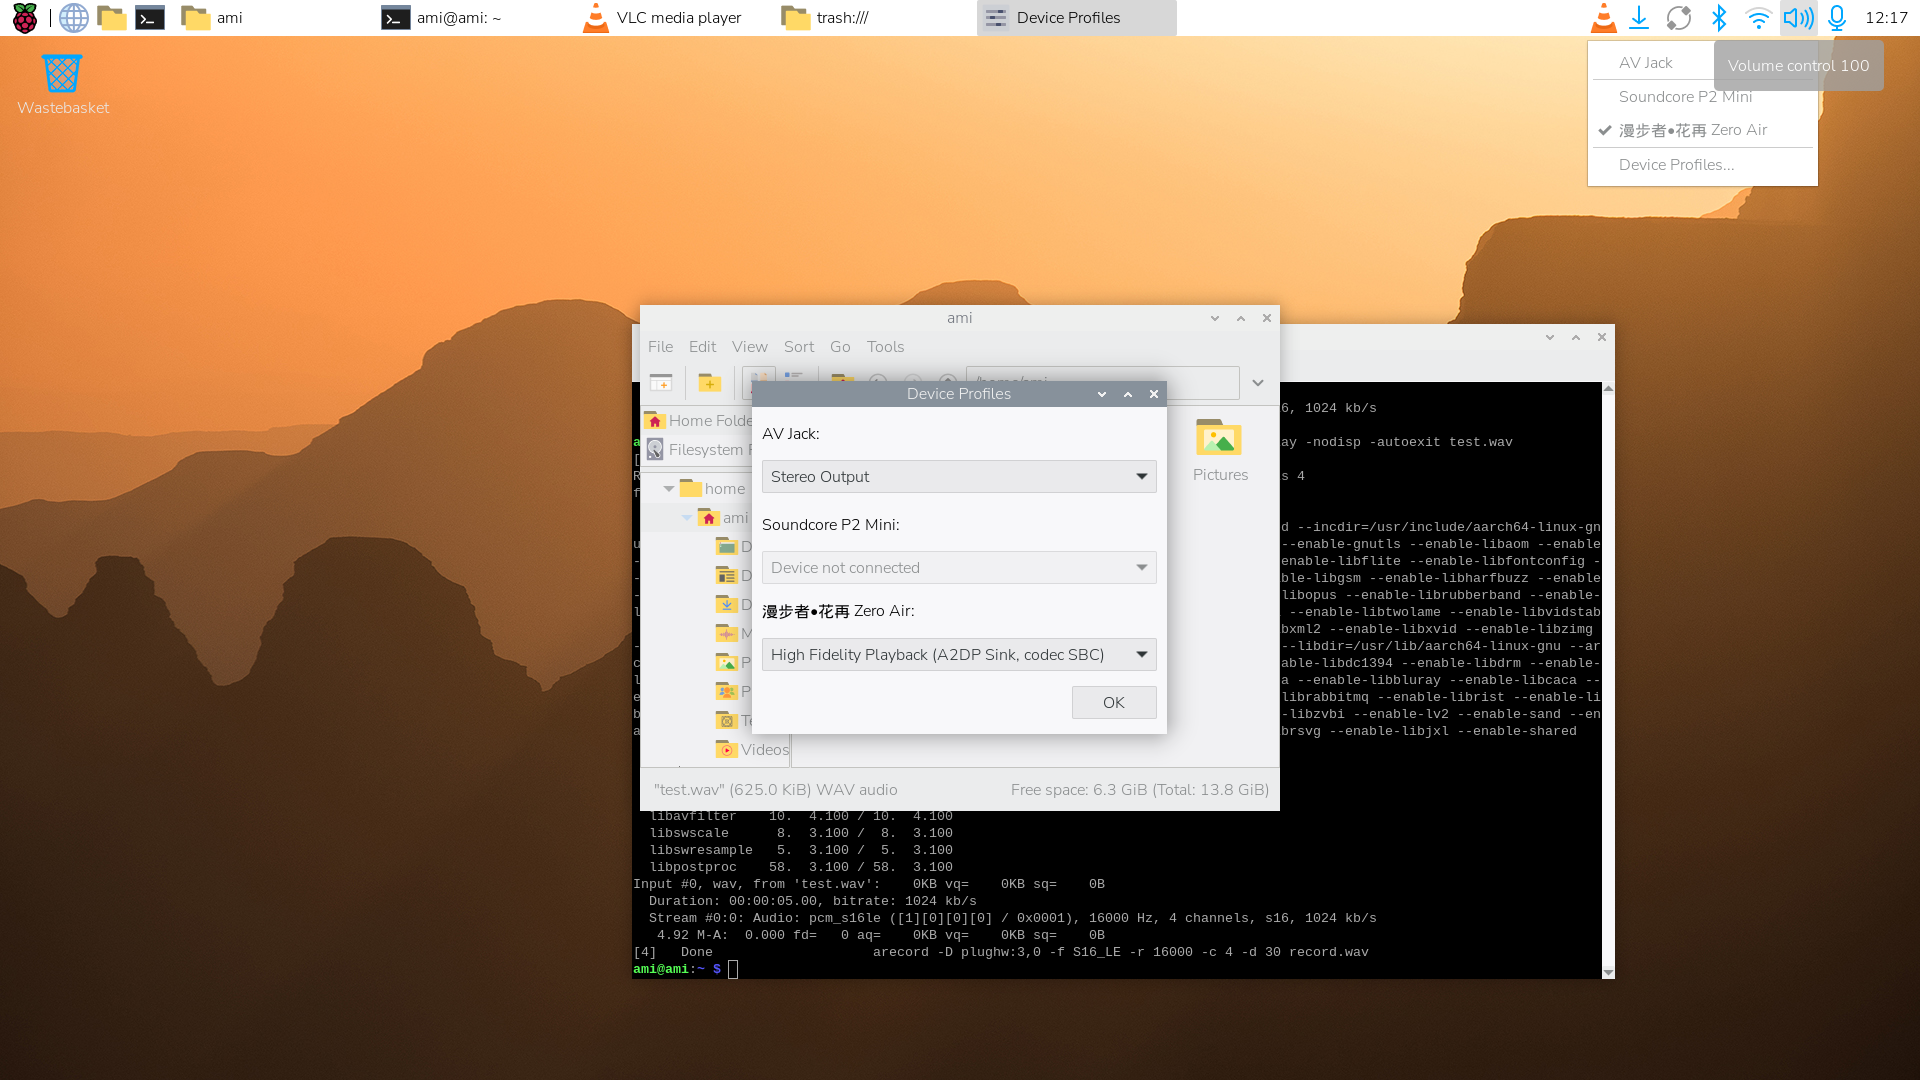 ami
ami@ami: ~
VLC media player
trash:///
Device Profiles
12:17
Wastebasket
AV Jack
Volume control 100
Soundcore P2 Mini
漫步者•花再 Zero Air
Device Profiles...
ami
File Edit View Sort Go Tools
Home Folde
Filesystem
home
ami
Videos
Pictures
"test.wav" (625.0 KiB) WAV audio
Free space: 6.3 GiB (Total: 13.8 GiB)
Device Profiles
AV Jack:
Stereo Output
Soundcore P2 Mini:
Device not connected
漫步者•花再 Zero Air:
High Fidelity Playback (A2DP Sink, codec SBC)
OK
6, 1024 kb/s
ay -nodisp -autoexit test.wav
s 4
d --incdir=/usr/include/aarch64-linux-gn
--enable-gnutls --enable-libaom --enable
enable-libflite --enable-libfontconfig -
ble-libgsm --enable-libharfbuzz --enable
libopus --enable-librubberband --enable-
--enable-libtwolame --enable-libvidstab
bxml2 --enable-libxvid --enable-libzimg
--libdir=/usr/lib/aarch64-linux-gnu --ar
able-libdc1394 --enable-libdrm --enable-
a --enable-libbluray --enable-libcaca --
librabbitmq --enable-librist --enable-li
-libzvbi --enable-lv2 --enable-sand --en
brsvg --enable-libjxl --enable-shared
libavfilter    10.  4.100 / 10.  4.100
libswscale      8.  3.100 /  8.  3.100
libswresample   5.  3.100 /  5.  3.100
libpostproc    58.  3.100 / 58.  3.100
Input #0, wav, from 'test.wav':    0KB vq=    0KB sq=    0B
Duration: 00:00:05.00, bitrate: 1024 kb/s
Stream #0:0: Audio: pcm_s16le ([1][0][0][0] / 0x0001), 16000 Hz, 4 channels, s16, 1024 kb/s
4.92 M-A:  0.000 fd=   0 aq=    0KB vq=    0KB sq=    0B
[4]   Done                    arecord -D plughw:3,0 -f S16_LE -r 16000 -c 4 -d 30 record.wav
ami@ami:~ $